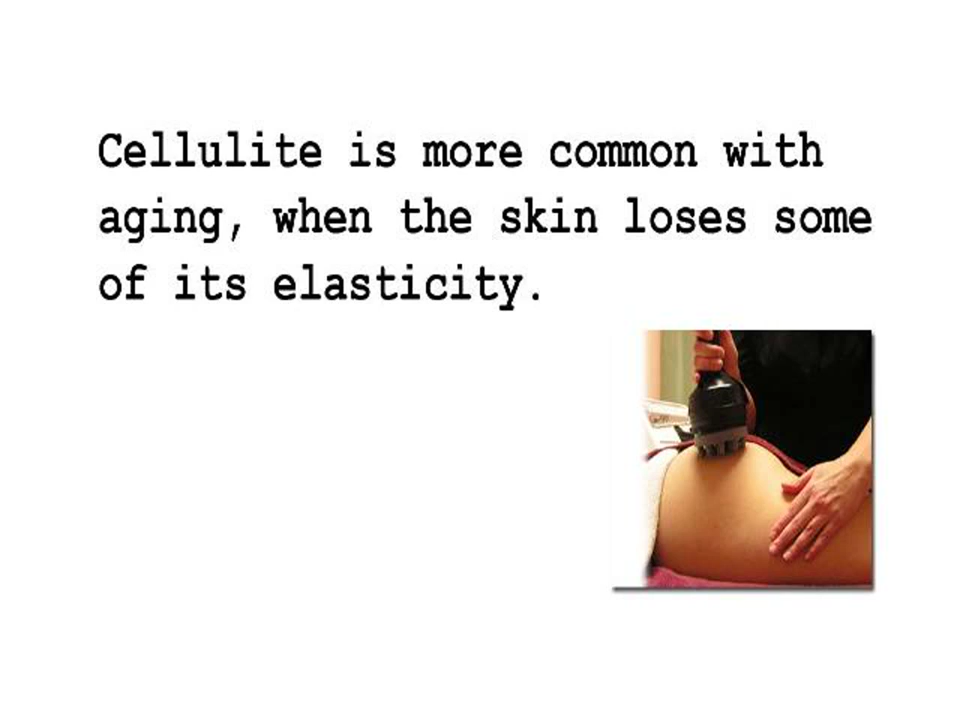 Cellulite is more common with
aging, when the skin loses some
of its elasticity.